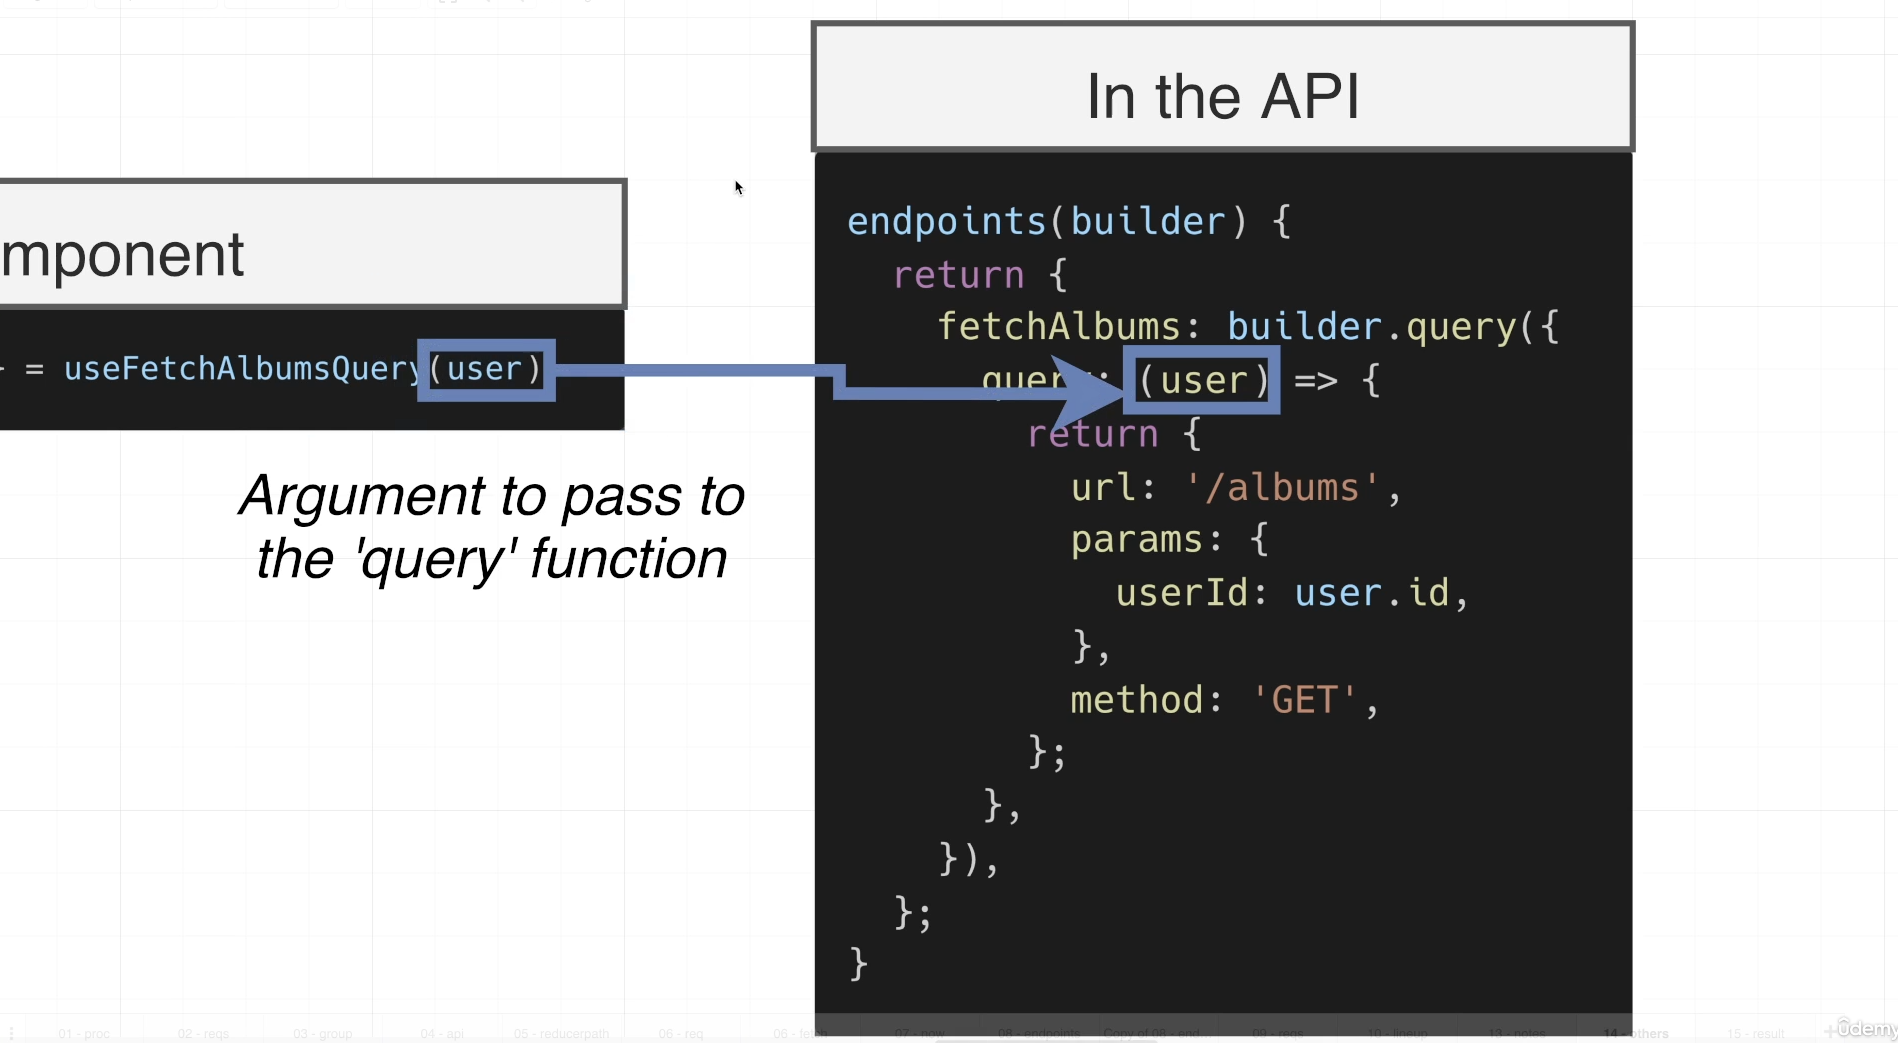 In the API
mponent
= useFetchAlbumsQuery(user)
Argument to pass to
the 'query' function
endpoints(builder) {
return {
fetchAlbums: builder.query({
query: (user) => {
return {
url: '/albums',
params: {
userId: user.id,
},
method: 'GET',
};
},
}),
};
}
01 - proc
02 - reqs
03 - group
04 - api
05 - reducerpath
06 - req
06 - fetch
07 - now
08 - endpoints
Copy of 08 - end...
09 - reqs
10 - lineup
13 - notes
14 - others
15 - result
ûdemy